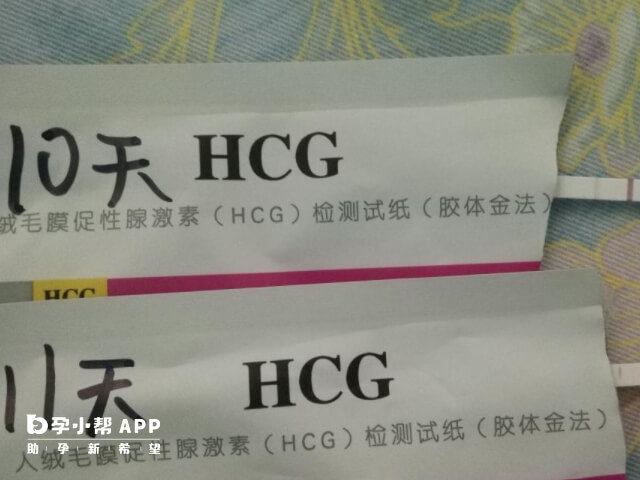 10天 HCG
绒毛膜促性腺激素（HCG）检测试纸（胶体金法）
HCG
11天 HCG
人绒毛膜促性腺激素（HCG）检测试纸（胶体金法）
孕小帮APP
助孕新希望